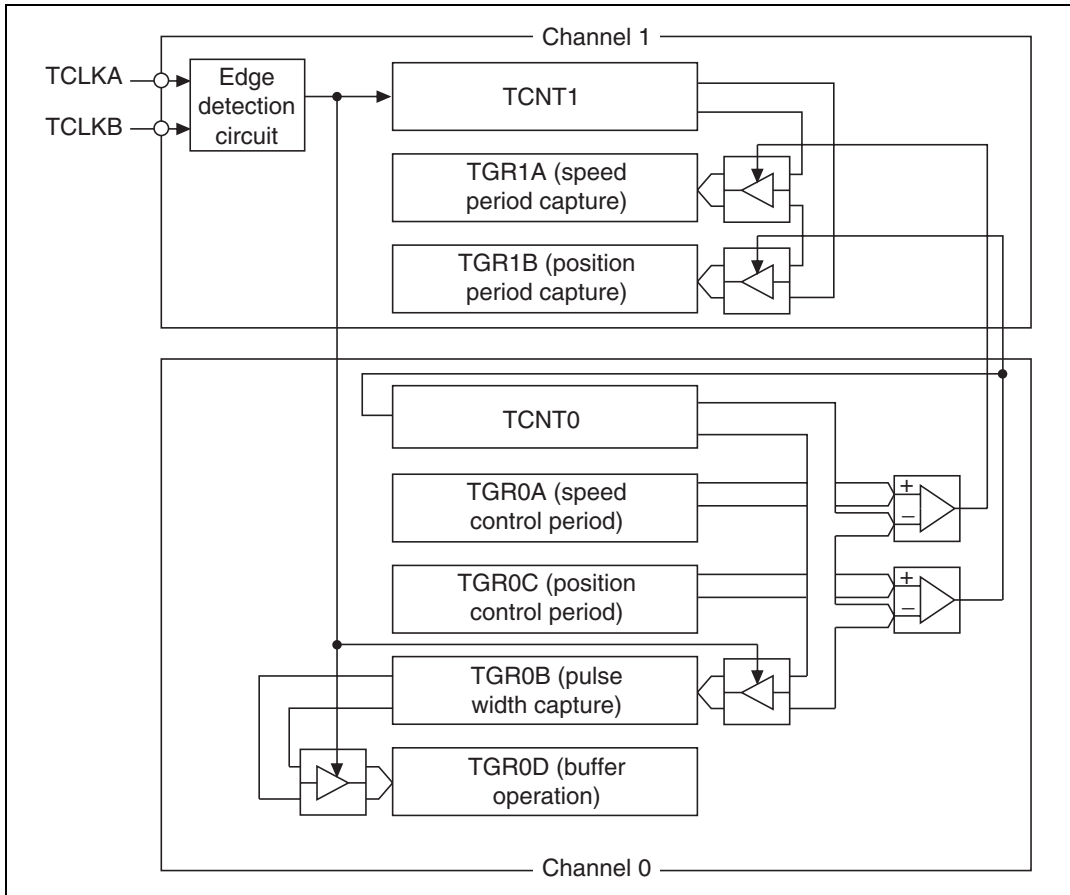 Channel 1
TCLKA
TCLKB
Edge
detection
circuit
TCNT1
TGR1A (speed
period capture)
TGR1B (position
period capture)
TCNT0
TGR0A (speed
control period)
+
−
TGR0C (position
control period)
+
−
TGR0B (pulse
width capture)
TGR0D (buffer
operation)
Channel 0